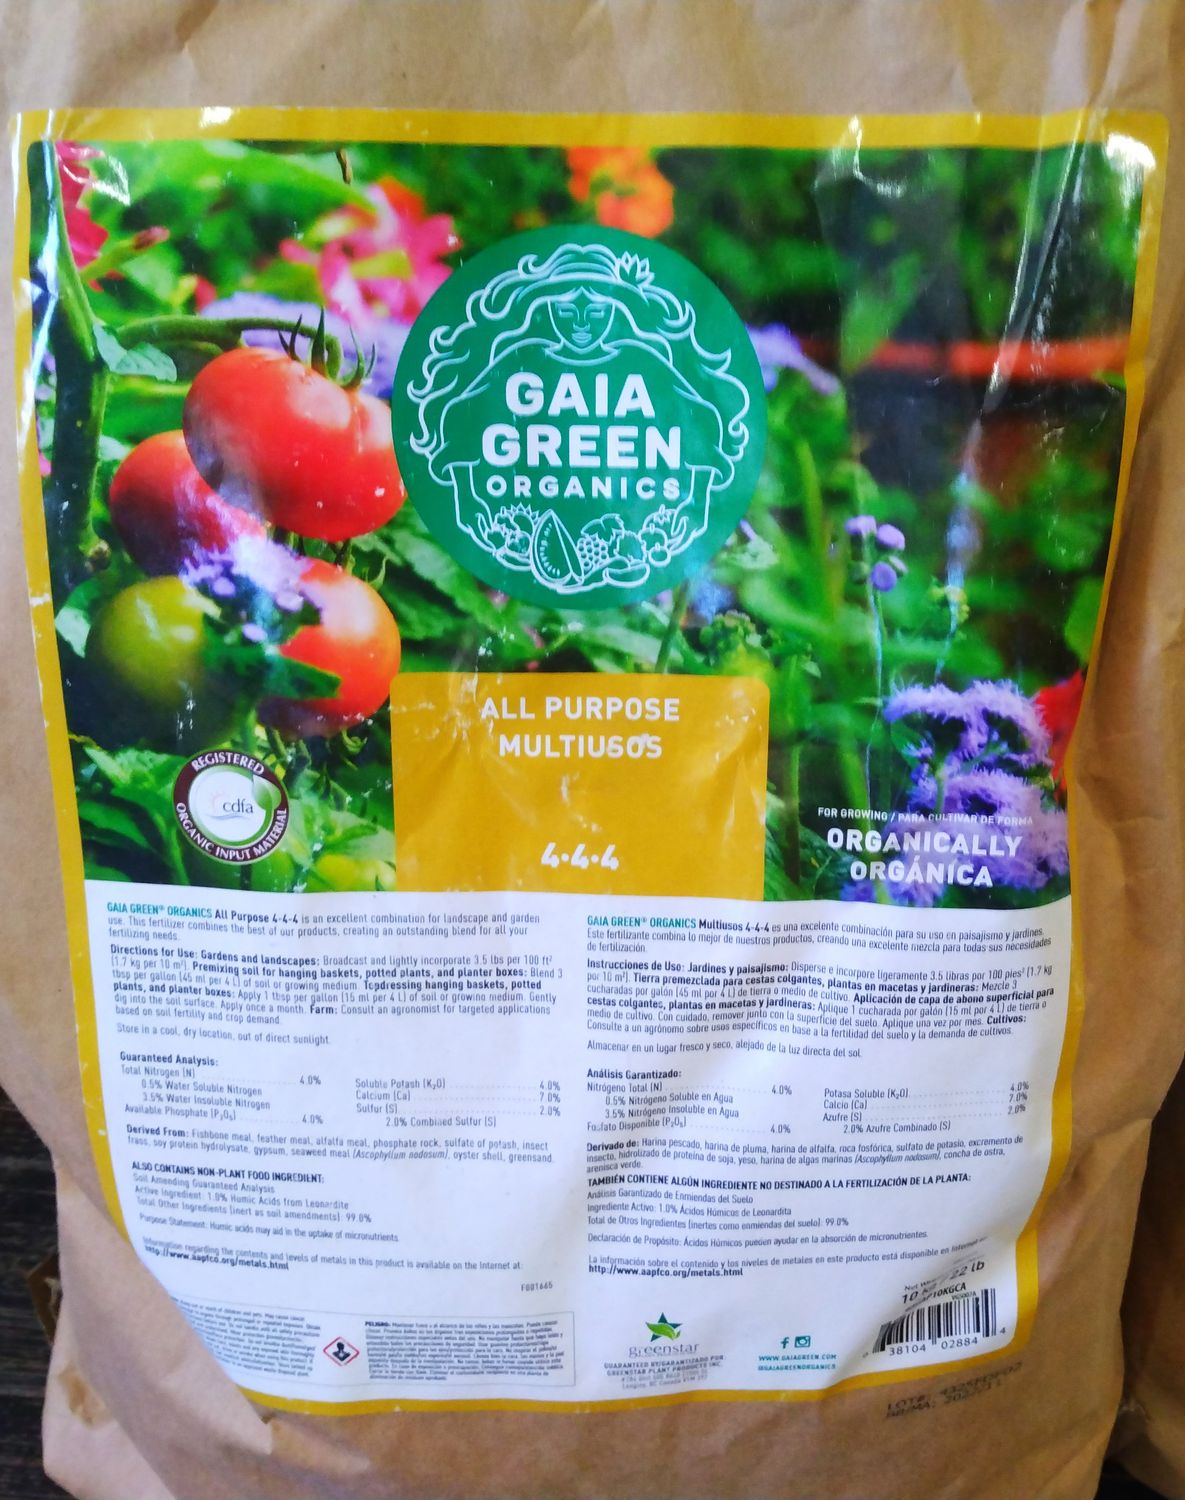 GAIA
GREEN
ORGANICS
ALL PURPOSE
MULTIUSOS
4-4-4
REGISTERED
cdfa
ORGANIC INPUT MATERIAL
FOR GROWING / PARA CULTIVAR DE FORMA
ORGANICALLY
ORGÁNICA
GAIA GREEN® ORGANICS All Purpose 4-4-4 is an excellent combination for landscape and garden
use. This fertilizer combines the best of our products, creating an outstanding blend for all your
fertilizing needs.
Directions for Use: Gardens and landscapes: Broadcast and lightly incorporate 3.5 lbs per 100 ft²
(1.7 kg per 10 m²). Premixing soil for hanging baskets, potted plants, and planter boxes: Blend 3
tbsp per gallon (45 ml per 4 L) of soil or growing medium. Topdressing hanging baskets, potted
plants, and planter boxes: Apply 1 tbsp per gallon (15 ml per 4 L) of soil or growing medium. Gently
dig into the soil surface. Apply once a month. Farm: Consult an agronomist for targeted applications
based on soil fertility and crop demand.
Store in a cool, dry location, out of direct sunlight.
Guaranteed Analysis:
Total Nitrogen (N) 4.0%
0.5% Water Soluble Nitrogen
3.5% Water Insoluble Nitrogen
Available Phosphate (P₂O₅) 4.0%
Soluble Potash (K₂O) 4.0%
Calcium (Ca) 7.0%
Sulfur (S) 2.0%
2.0% Combined Sulfur (S)
Derived From: Fishbone meal, feather meal, alfalfa meal, phosphate rock, sulfate of potash, insect
frass, soy protein hydrolysate, gypsum, seaweed meal (Ascophyllum nodosum), oyster shell, greensand.
ALSO CONTAINS NON-PLANT FOOD INGREDIENT:
Soil Amending Guaranteed Analysis
Active Ingredient: 1.0% Humic Acids from Leonardite
Total Other Ingredients (inert as soil amendments): 99.0%
Purpose Statement: Humic acids may aid in the uptake of micronutrients
Information regarding the contents and levels of metals in this product is available on the Internet at:
http://www.aapfco.org/metals.html
F001665
GAIA GREEN® ORGANICS Multiusos 4-4-4 es una excelente combinación para su uso en paisajismo y jardines.
Este fertilizante combina lo mejor de nuestros productos, creando una excelente mezcla para todas sus necesidades
de fertilización.
Instrucciones de Uso: Jardines y paisajismo: Disperse e incorpore ligeramente 3.5 libras por 100 pies² (1.7 kg
por 10 m²). Tierra premezclada para cestas colgantes, plantas en macetas y jardineras: Mezcle 3
cucharadas por galón (45 ml por 4 L) de tierra o medio de cultivo. Aplicación de capa de abono superficial para
cestas colgantes, plantas en macetas y jardineras: Aplique 1 cucharada por galón (15 ml por 4 L) de tierra o
medio de cultivo. Con cuidado, remover junto con la superficie del suelo. Aplique una vez por mes. Cultivos:
Consulte a un agrónomo sobre usos específicos en base a la fertilidad del suelo y la demanda de cultivos.
Almacenar en un lugar fresco y seco, alejado de la luz directa del sol.
Análisis Garantizado:
Nitrógeno Total (N) 4.0%
0.5% Nitrógeno Soluble en Agua
3.5% Nitrógeno Insoluble en Agua
Fosfato Disponible (P₂O₅) 4.0%
Potasa Soluble (K₂O) 4.0%
Calcio (Ca) 7.0%
Azufre (S) 2.0%
2.0% Azufre Combinado (S)
Derivado de: Harina pescado, harina de pluma, harina de alfalfa, roca fosfórica, sulfato de potasio, excremento de
insecto, hidrolizado de proteína de soja, yeso, harina de algas marinas (Ascophyllum nodosum), concha de ostra,
arenisca verde.
TAMBIÉN CONTIENE ALGÚN INGREDIENTE NO DESTINADO A LA FERTILIZACIÓN DE LA PLANTA:
Análisis Garantizado de Enmiendas del Suelo
Ingrediente Activo: 1.0% Ácidos Húmicos de Leonardita
Total de Otros Ingredientes (inertes como enmiendas del suelo): 99.0%
Declaración de Propósito: Ácidos Húmicos pueden ayudar en la absorción de micronutrientes.
La información sobre el contenido y los niveles de metales en este producto está disponible en
http://www.aapfco.org/metals.html
10 22 lb
greenstar
GUARANTEED BY/GARANTIZADO POR
GREENSTAR PLANT PRODUCTS INC.
WWW.GAIAGREEN.COM
@GAIAGREENORGANICS
0 38104 02884 4